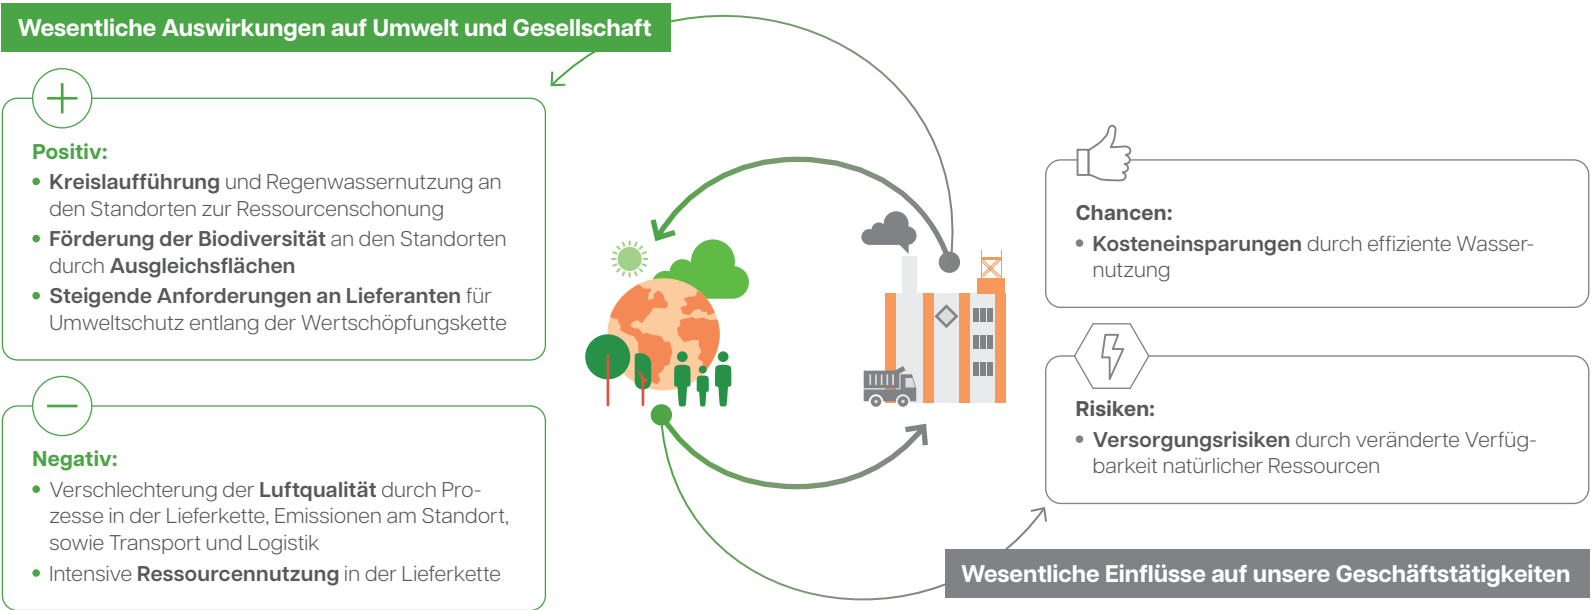 Wesentliche Auswirkungen auf Umwelt und Gesellschaft
Positiv:
• Kreislaufführung und Regenwassernutzung an
den Standorten zur Ressourcenschonung
• Förderung der Biodiversität an den Standorten
durch Ausgleichsflächen
• Steigende Anforderungen an Lieferanten für
Umweltschutz entlang der Wertschöpfungskette
Negativ:
• Verschlechterung der Luftqualität durch Pro-
zesse in der Lieferkette, Emissionen am Standort,
sowie Transport und Logistik
• Intensive Ressourcennutzung in der Lieferkette
Chancen:
• Kosteneinsparungen durch effiziente Wasser-
nutzung
Risiken:
• Versorgungsrisiken durch veränderte Verfüg-
barkeit natürlicher Ressourcen
Wesentliche Einflüsse auf unsere Geschäftstätigkeiten